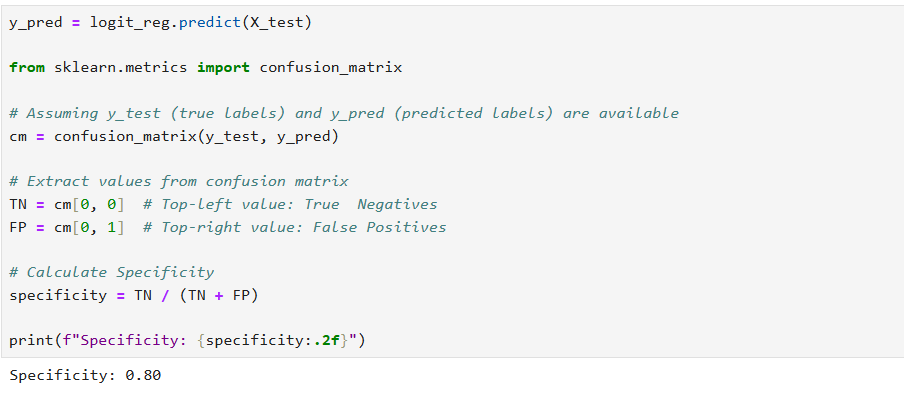 y_pred = logit_reg.predict(X_test)
from sklearn.metrics import confusion_matrix
# Assuming y_test (true labels) and y_pred (predicted labels) are available
cm = confusion_matrix(y_test, y_pred)
# Extract values from confusion matrix
TN = cm[0, 0]  # Top-left value: True  Negatives
FP = cm[0, 1]  # Top-right value: False Positives
# Calculate Specificity
specificity = TN / (TN + FP)
print(f"Specificity: {specificity:.2f}")
Specificity: 0.80